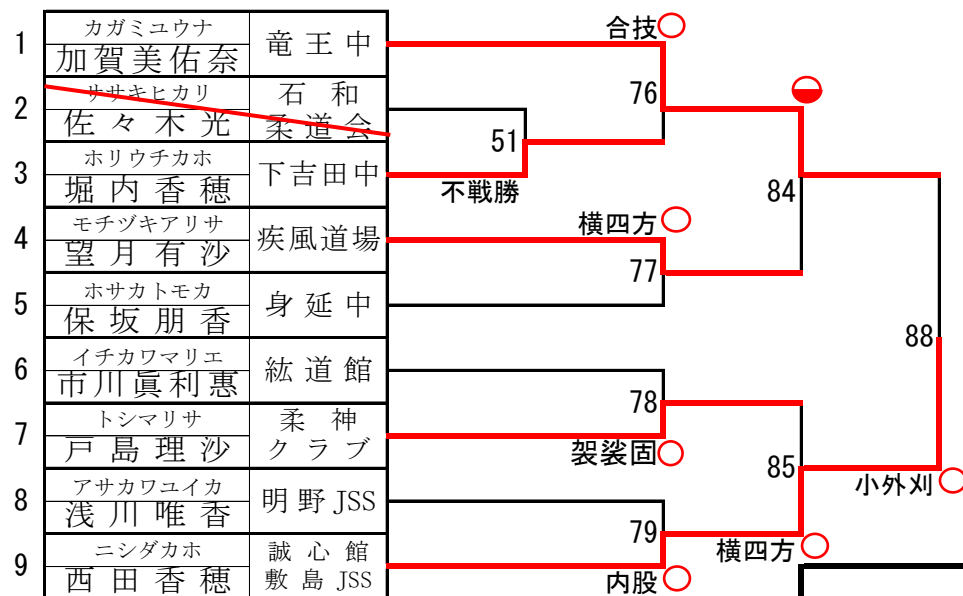 1 カガミユウナ 加賀美佑奈 竜王中
2 ササキヒカリ 佐々木光 石和柔道会
3 ホリウチカホ 堀内香穂 下吉田中
4 モチヅキアリサ 望月有沙 疾風道場
5 ホサカトモカ 保坂朋香 身延中
6 イチカワマリエ 市川眞利惠 紘道館
7 トシマリサ 戸島理沙 柔神クラブ
8 アサカワユイカ 浅川唯香 明野JSS
9 ニシダカホ 西田香穂 誠心館敷島JSS
合技
76
51
不戦勝
84
横四方
77
88
78
袈裟固
85
小外刈
79
横四方
内股